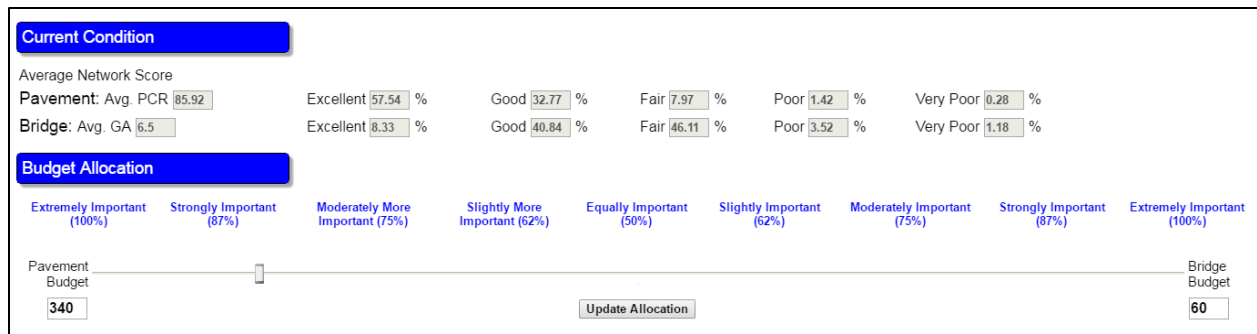 Current Condition
Average Network Score
Pavement: Avg. PCR 85.92 Excellent 57.54 % Good 32.77 % Fair 7.97 % Poor 1.42 % Very Poor 0.28 %
Bridge: Avg. GA 6.5 Excellent 8.33 % Good 40.84 % Fair 46.11 % Poor 3.52 % Very Poor 1.18 %
Budget Allocation
Extremely Important Strongly Important Moderately More Slightly More Equally Important Slightly Important Moderately Important Strongly Important Extremely Important
(100%) (87%) Important (75%) Important (62%) (50%) (62%) (75%) (87%) (100%)
Pavement Bridge
Budget Budget
340 Update Allocation 60